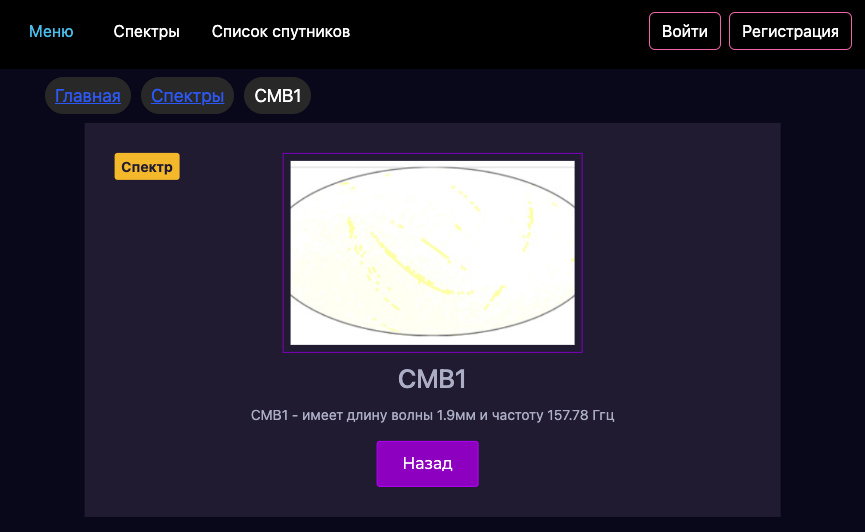 Меню Спектры Список спутников Войти Регистрация
Главная Спектры CMB1
Спектр
CMB1
CMB1 - имеет длину волны 1.9мм и частоту 157.78 Ггц
Назад